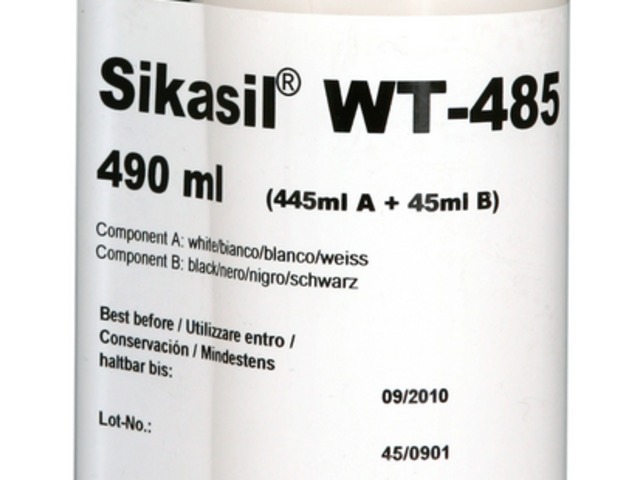 Sikasil® WT-485
490 ml (445ml A + 45ml B)
Component A: white/bianco/blanco/weiss
Component B: black/nero/nigro/schwarz
Best before / Utilizzare entro /
Conservación / Mindestens
haltbar bis:
09/2010
Lot-No.:
45/0901